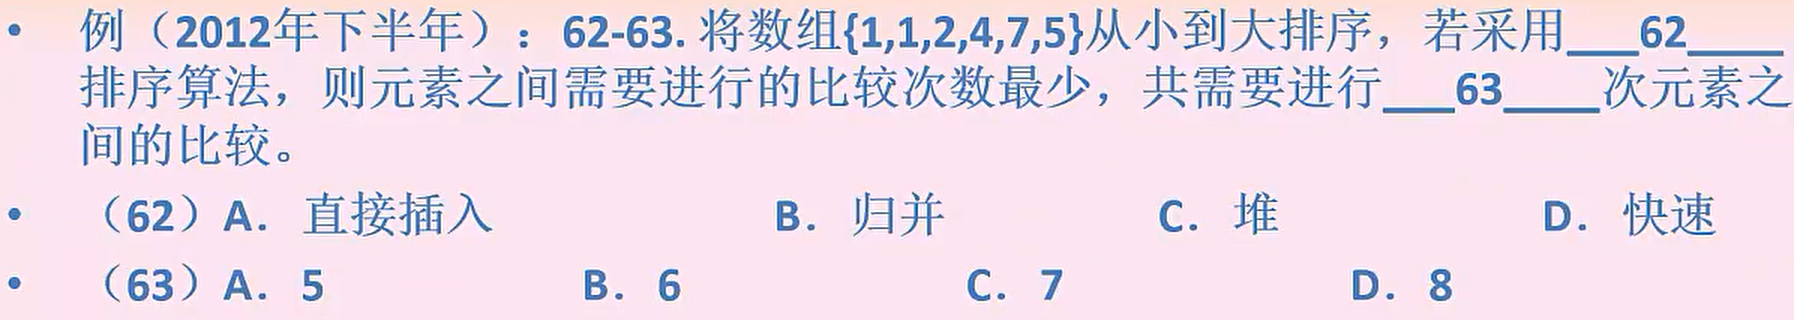 • 例（2012年下半年）：62-63. 将数组{1,1,2,4,7,5}从小到大排序，若采用___62____
排序算法，则元素之间需要进行的比较次数最少，共需要进行___63____次元素之
间的比较。
• （62）A. 直接插入 B. 归并 C. 堆 D. 快速
• （63）A. 5 B. 6 C. 7 D. 8